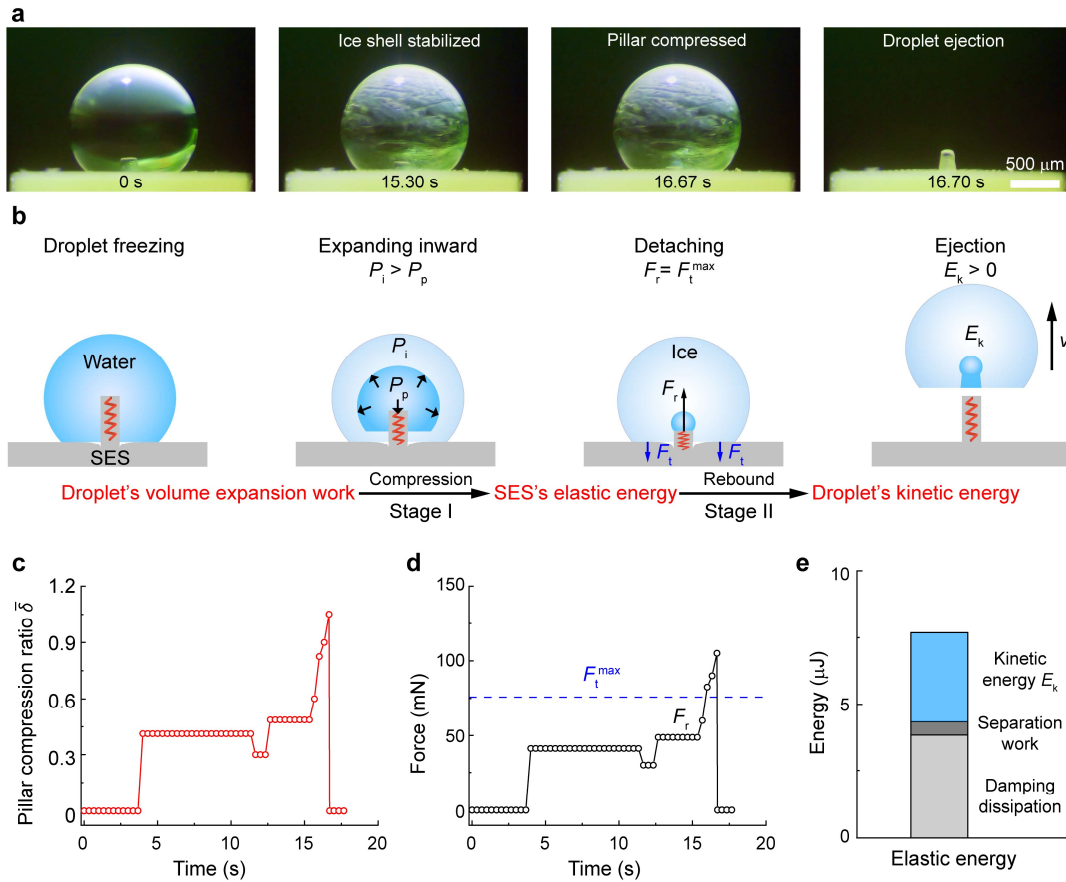 a
Ice shell stabilized
Pillar compressed
Droplet ejection
0 s
15.30 s
16.67 s
16.70 s
500 μm
b
Droplet freezing
Expanding inward
Detaching
Ejection
Pi > Pp
Fr = Ftmax
Ek > 0
Water
SES
Pi
Pp
Ice
Fr
Ft
Ft
Ek
v
Droplet's volume expansion work
Compression
Stage I
SES's elastic energy
Rebound
Stage II
Droplet's kinetic energy
c
Pillar compression ratio δ̄
1.2
0.9
0.6
0.3
0
0
5
10
15
20
Time (s)
d
Force (mN)
150
100
50
0
Ftmax
Fr
0
5
10
15
20
Time (s)
e
Energy (μJ)
10
5
0
Kinetic
energy Ek
Separation
work
Damping
dissipation
Elastic energy